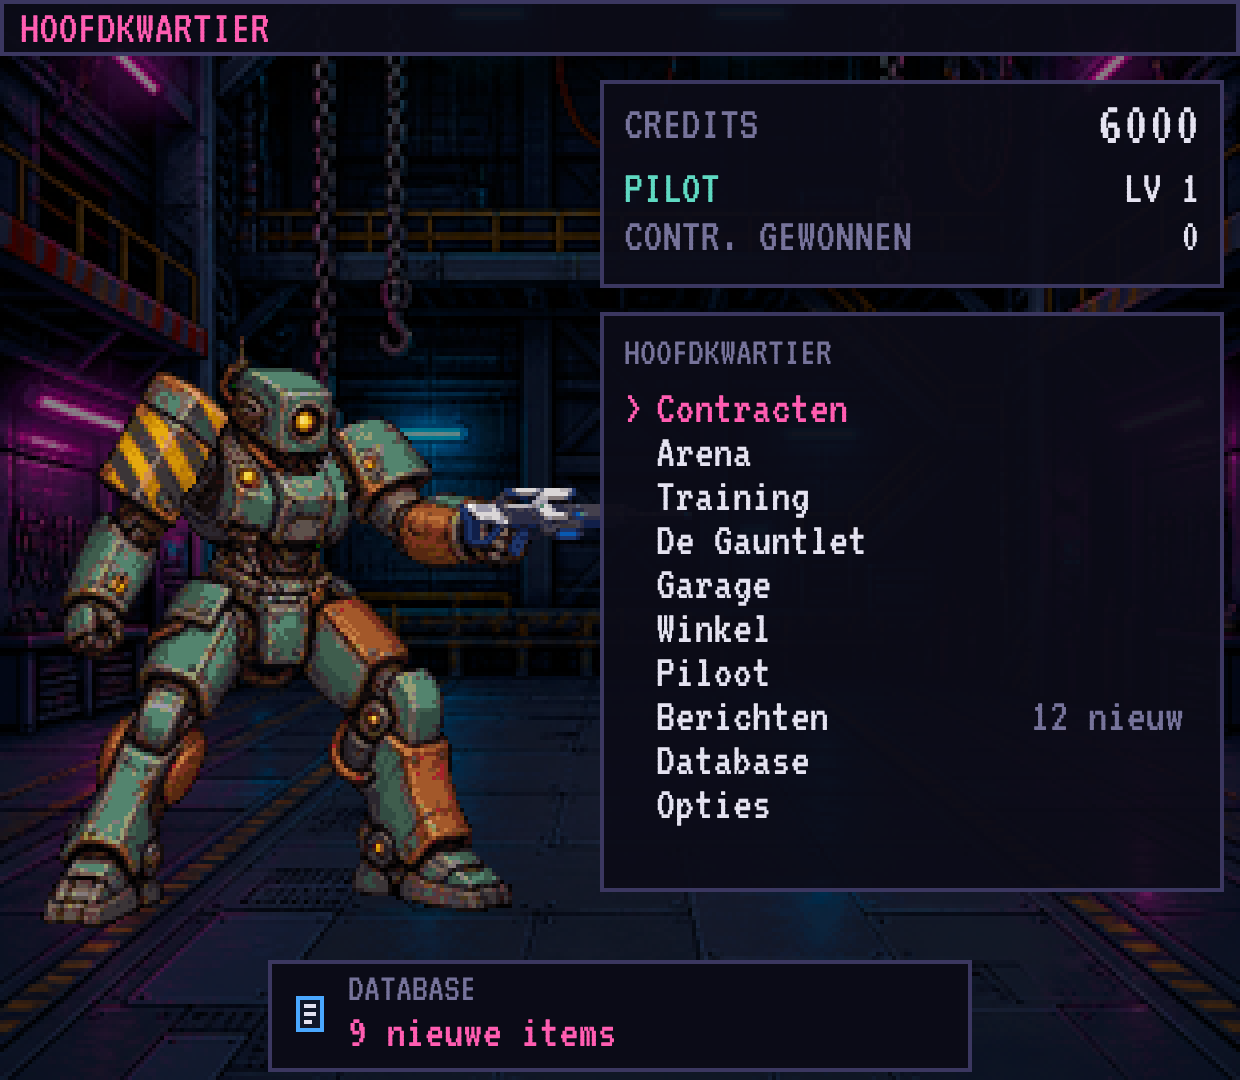 HOOFDKWARTIER
CREDITS 6000
PILOT LV 1
CONTR. GEWONNEN 0
HOOFDKWARTIER
> Contracten
Arena
Training
De Gauntlet
Garage
Winkel
Piloot
Berichten 12 nieuw
Database
Opties
DATABASE
9 nieuwe items